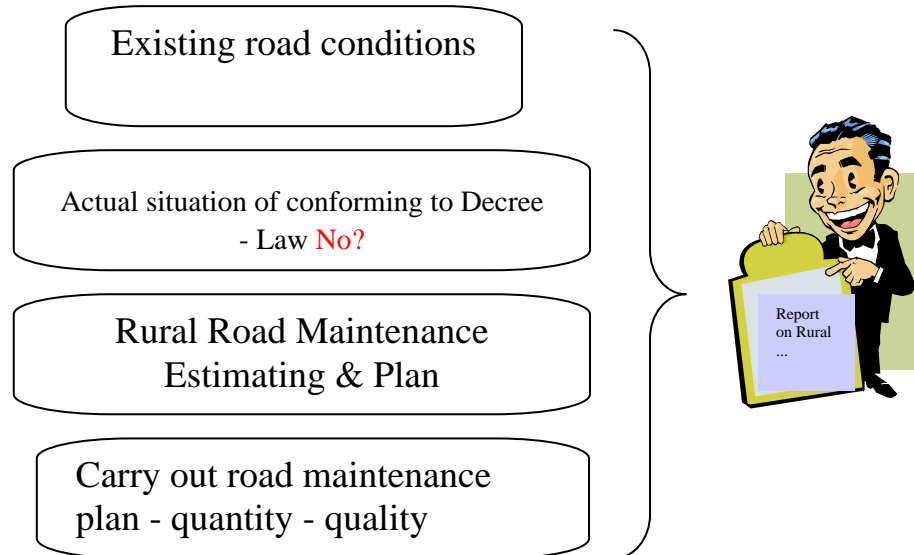 Existing road conditions
Actual situation of conforming to Decree
- Law No?
Rural Road Maintenance
Estimating & Plan
Carry out road maintenance
plan - quantity - quality
Report
on Rural
...